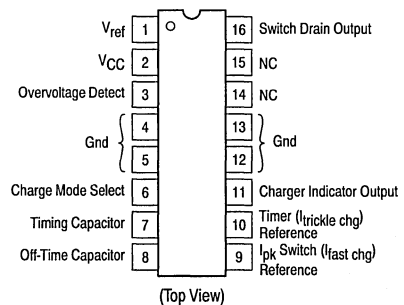 Vref 1 16 Switch Drain Output
VCC 2 15 NC
Overvoltage Detect 3 14 NC
4 13
Gnd Gnd
5 12
Charge Mode Select 6 11 Charger Indicator Output
Timing Capacitor 7 10 Timer (Itrickle chg)
Reference
Off-Time Capacitor 8 9 Ipk Switch (Ifast chg)
Reference
(Top View)